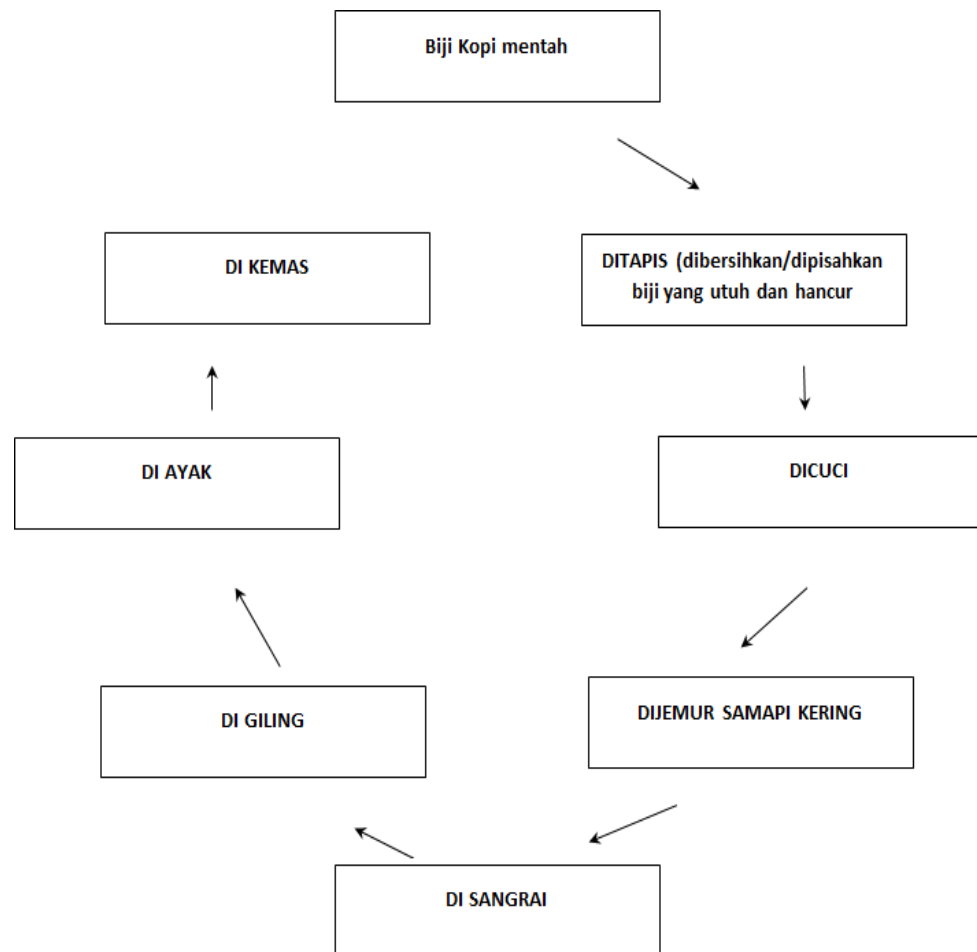 Biji Kopi mentah
DITAPIS (dibersihkan/dipisahkan
biji yang utuh dan hancur
DICUCI
DIJEMUR SAMAPI KERING
DI SANGRAI
DI GILING
DI AYAK
DI KEMAS